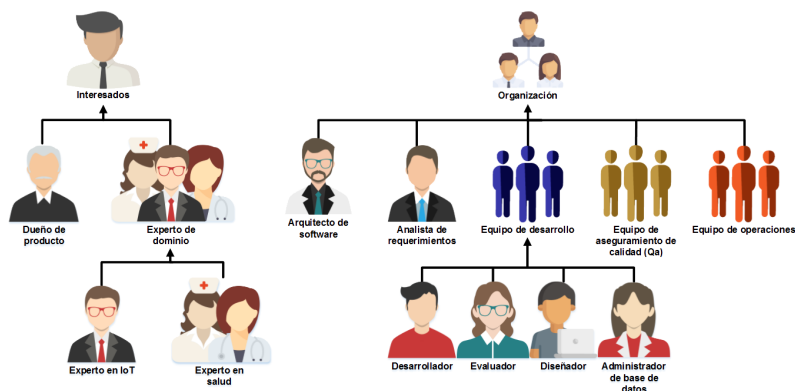 Interesados
Organización
Dueño de
producto
Experto de
dominio
Arquitecto de
software
Analista de
requerimientos
Equipo de desarrollo
Equipo de
aseguramiento de
calidad (Qa)
Equipo de operaciones
Experto en IoT
Experto en
salud
Desarrollador
Evaluador
Diseñador
Administrador
de base de
datos